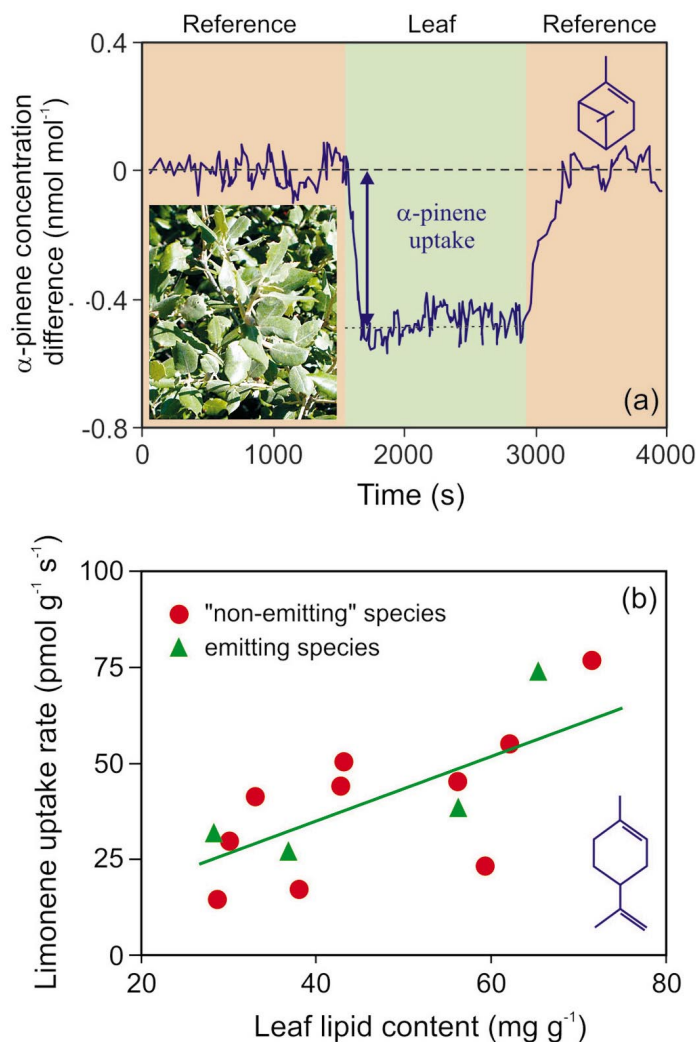 Reference Leaf Reference
0.4
0
-0.4
-0.8
α-pinene concentration
difference (nmol mol⁻¹)
α-pinene
uptake
(a)
0 1000 2000 3000 4000
Time (s)
100
75
50
25
0
Limonene uptake rate (pmol g⁻¹ s⁻¹)
(b)
"non-emitting" species
emitting species
20 40 60 80
Leaf lipid content (mg g⁻¹)